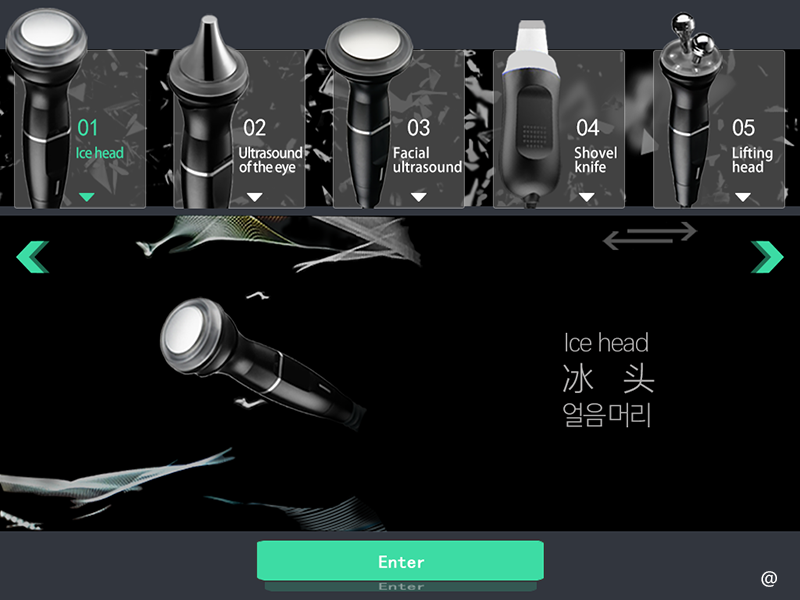 01
Ice head
02
Ultrasound
of the eye
03
Facial
ultrasound
04
Shovel
knife
05
Lifting
head
Ice head
冰 头
얼음머리
Enter
Enter
@